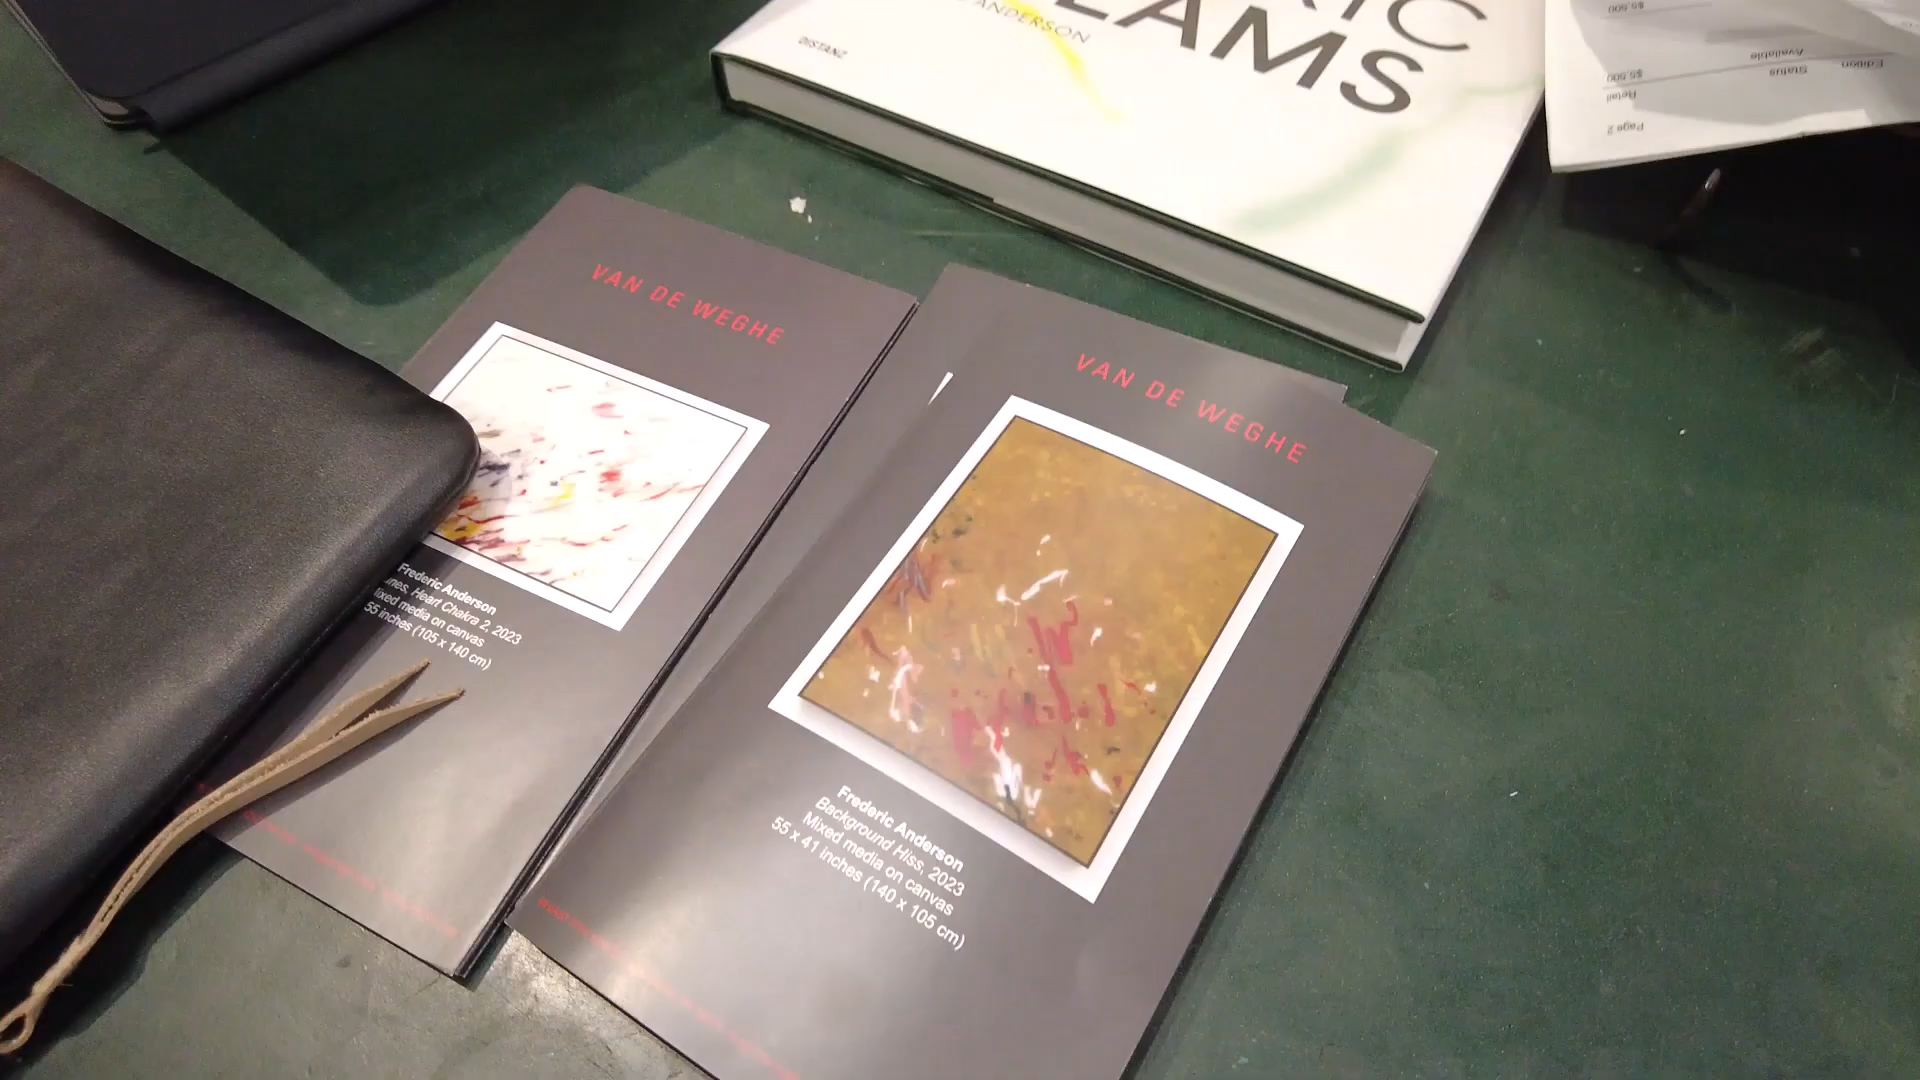 ANDERSON
EAMS
DISTANZ
Page 2
Retail
$5,500
Edition
Status
Available
$5,500
VAN DE WEGHE
Frederic Anderson
Heart Chakra 2, 2023
mixed media on canvas
55 inches (105 x 140 cm)
VAN DE WEGHE
Frederic Anderson
Background Hiss, 2023
Mixed media on canvas
55 x 41 inches (140 x 105 cm)